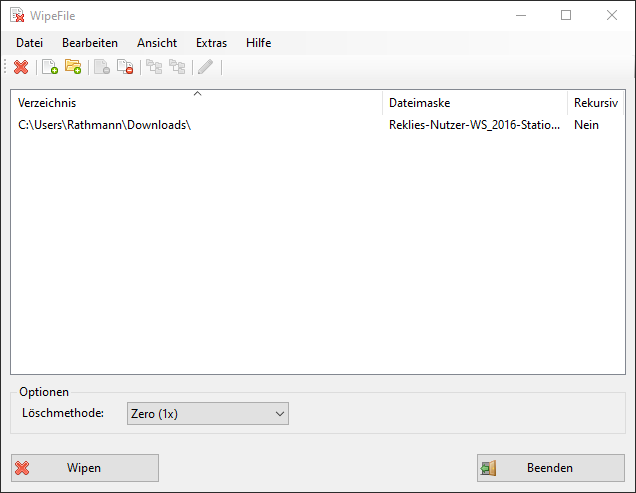 WipeFile
Datei Bearbeiten Ansicht Extras Hilfe
Verzeichnis Dateimaske Rekursiv
C:\Users\Rathmann\Downloads\ Reklies-Nutzer-WS_2016-Statio... Nein
Optionen
Löschmethode: Zero (1x)
Wipen Beenden